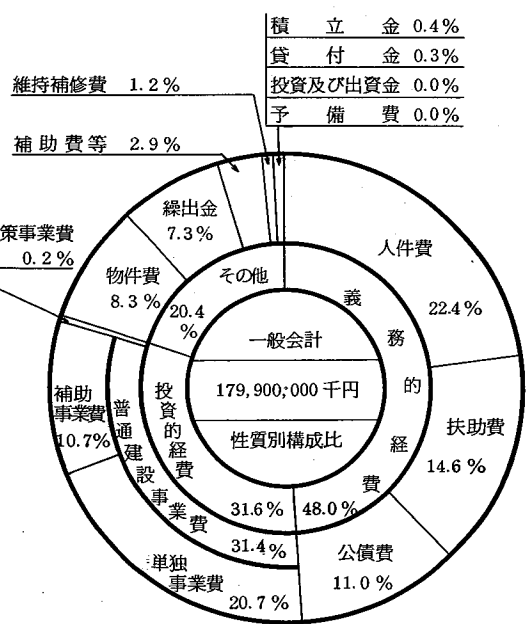 積立金 0.4%
貸付金 0.3%
投資及び出資金 0.0%
予備費 0.0%
維持補修費 1.2%
補助費等 2.9%
繰出金
7.3%
策事業費
0.2%
物件費
8.3%
その他
20.4
%
人件費
22.4%
義務的経費
48.0%
扶助費
14.6%
公債費
11.0%
一般会計
179,900,000千円
性質別構成比
投資的経費
31.6%
普通建設事業費
31.4%
補助
事業費
10.7%
単独
事業費
20.7%